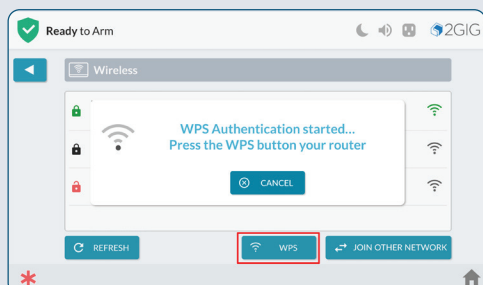 Ready to Arm
2GIG
Wireless
WPS Authentication started...
Press the WPS button your router
CANCEL
REFRESH
WPS
JOIN OTHER NETWORK